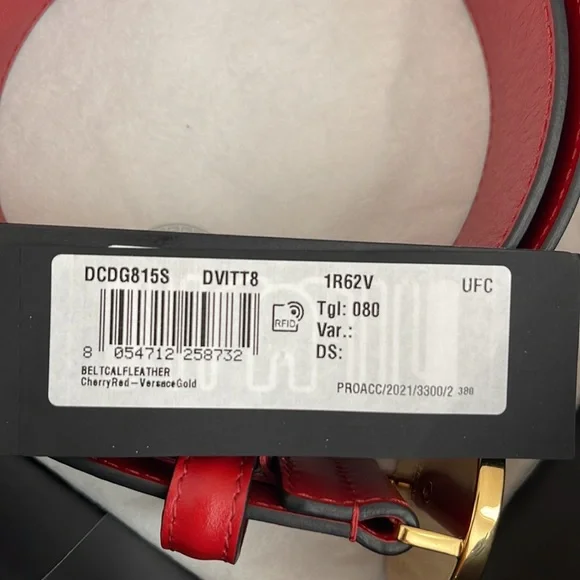 DCDG815S DVITT8 1R62V UFC
RFID
Tgl: 080
Var.:
DS:
8 054712 258732
BELTCALFLEATHER
CherryRed-VersaceGold
PROACC/2021/3300/2 380